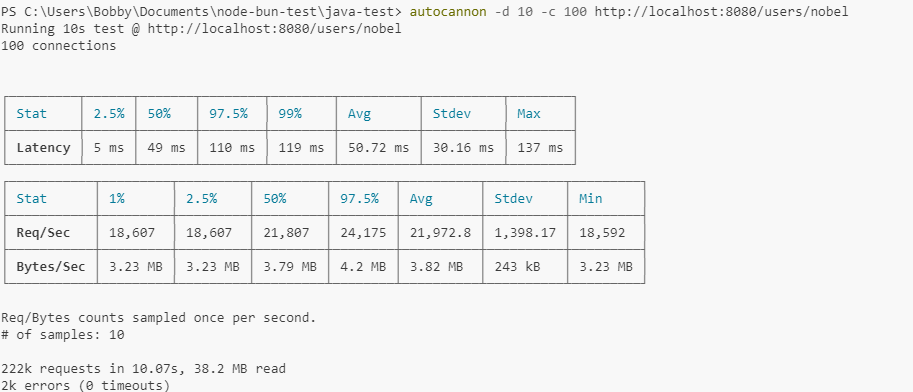 PS C:\Users\Bobby\Documents\node-bun-test\java-test> autocannon -d 10 -c 100 http://localhost:8080/users/nobel
Running 10s test @ http://localhost:8080/users/nobel
100 connections
Stat 2.5% 50% 97.5% 99% Avg Stdev Max
Latency 5 ms 49 ms 110 ms 119 ms 50.72 ms 30.16 ms 137 ms
Stat 1% 2.5% 50% 97.5% Avg Stdev Min
Req/Sec 18,607 18,607 21,807 24,175 21,972.8 1,398.17 18,592
Bytes/Sec 3.23 MB 3.23 MB 3.79 MB 4.2 MB 3.82 MB 243 kB 3.23 MB
Req/Bytes counts sampled once per second.
# of samples: 10
222k requests in 10.07s, 38.2 MB read
2k errors (0 timeouts)